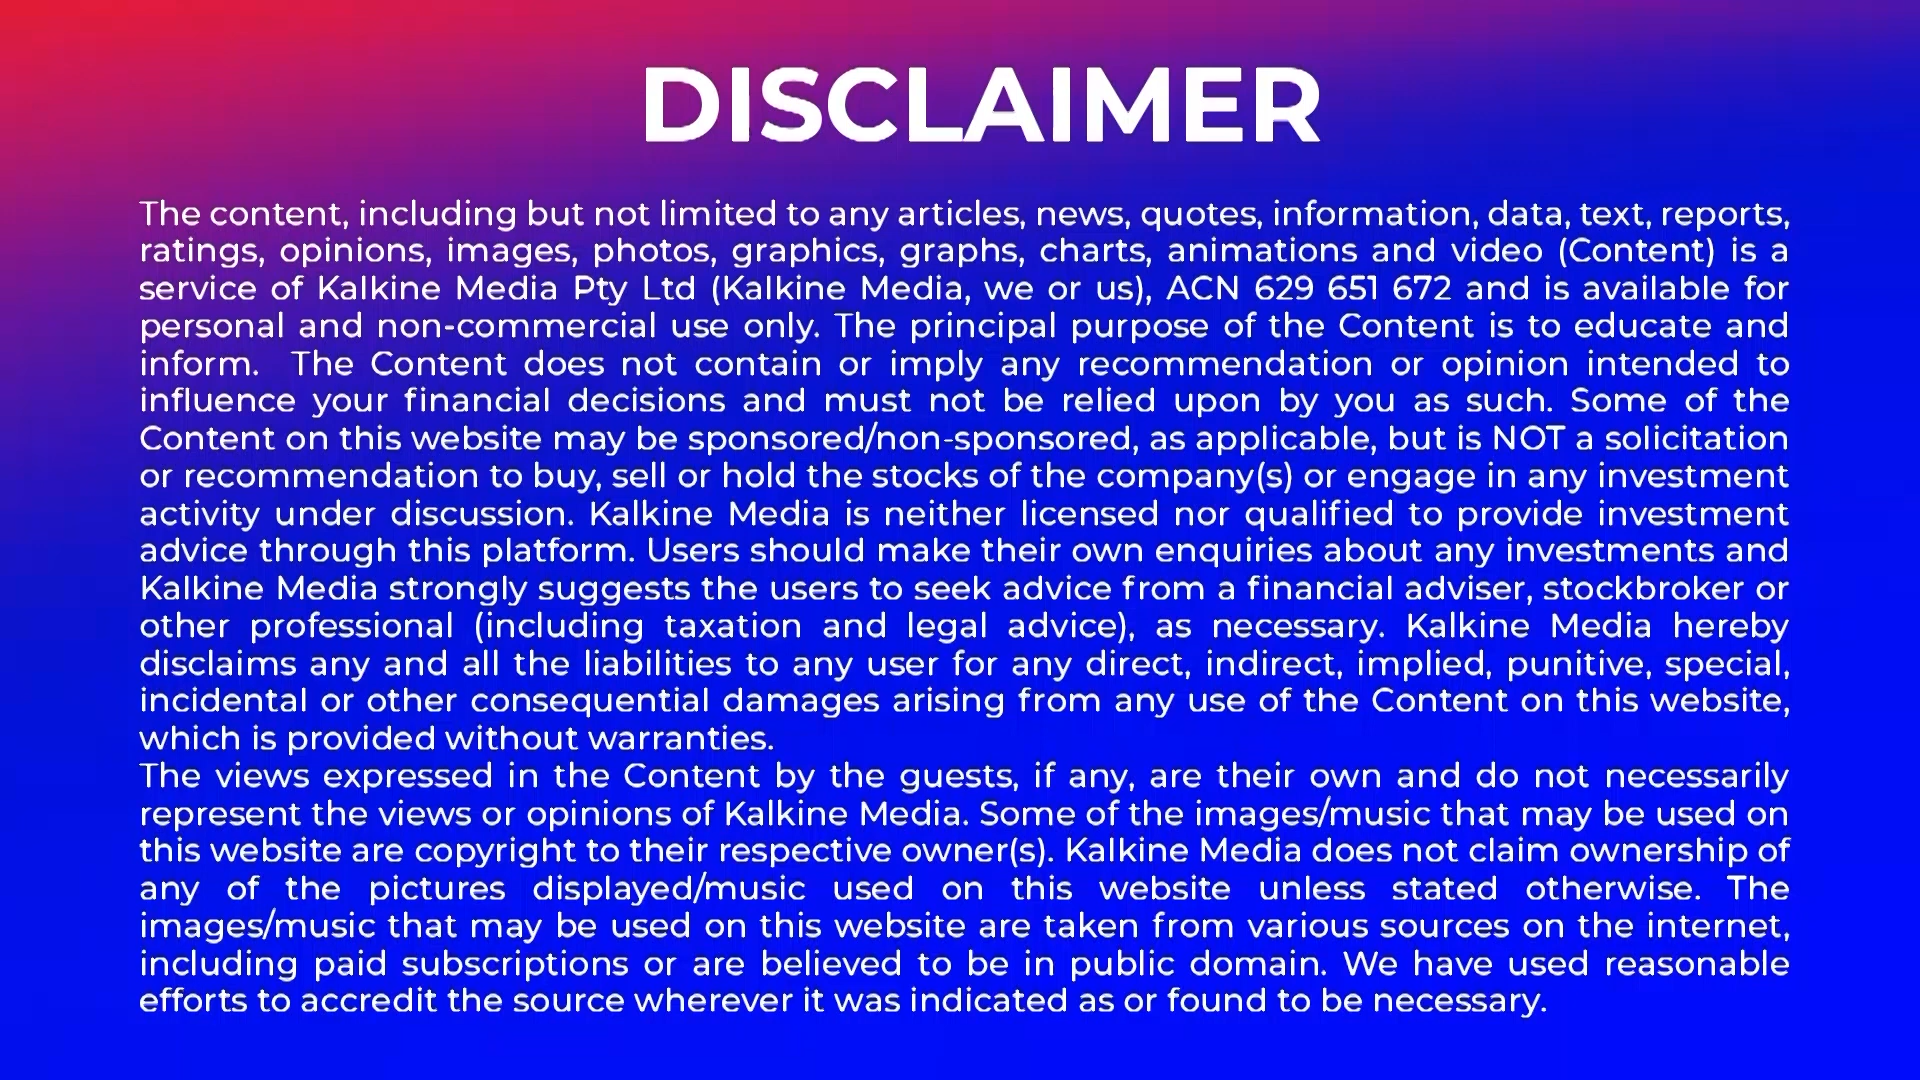 DISCLAIMER
The content, including but not limited to any articles, news, quotes, information, data, text, reports,
ratings, opinions, images, photos, graphics, graphs, charts, animations and video (Content) is a
service of Kalkine Media Pty Ltd (Kalkine Media, we or us), ACN 629 651 672 and is available for
personal and non-commercial use only. The principal purpose of the Content is to educate and
inform. The Content does not contain or imply any recommendation or opinion intended to
influence your financial decisions and must not be relied upon by you as such. Some of the
Content on this website may be sponsored/non-sponsored, as applicable, but is NOT a solicitation
or recommendation to buy, sell or hold the stocks of the company(s) or engage in any investment
activity under discussion. Kalkine Media is neither licensed nor qualified to provide investment
advice through this platform. Users should make their own enquiries about any investments and
Kalkine Media strongly suggests the users to seek advice from a financial adviser, stockbroker or
other professional (including taxation and legal advice), as necessary. Kalkine Media hereby
disclaims any and all the liabilities to any user for any direct, indirect, implied, punitive, special,
incidental or other consequential damages arising from any use of the Content on this website,
which is provided without warranties.
The views expressed in the Content by the guests, if any, are their own and do not necessarily
represent the views or opinions of Kalkine Media. Some of the images/music that may be used on
this website are copyright to their respective owner(s). Kalkine Media does not claim ownership of
any of the pictures displayed/music used on this website unless stated otherwise. The
images/music that may be used on this website are taken from various sources on the internet,
including paid subscriptions or are believed to be in public domain. We have used reasonable
efforts to accredit the source wherever it was indicated as or found to be necessary.